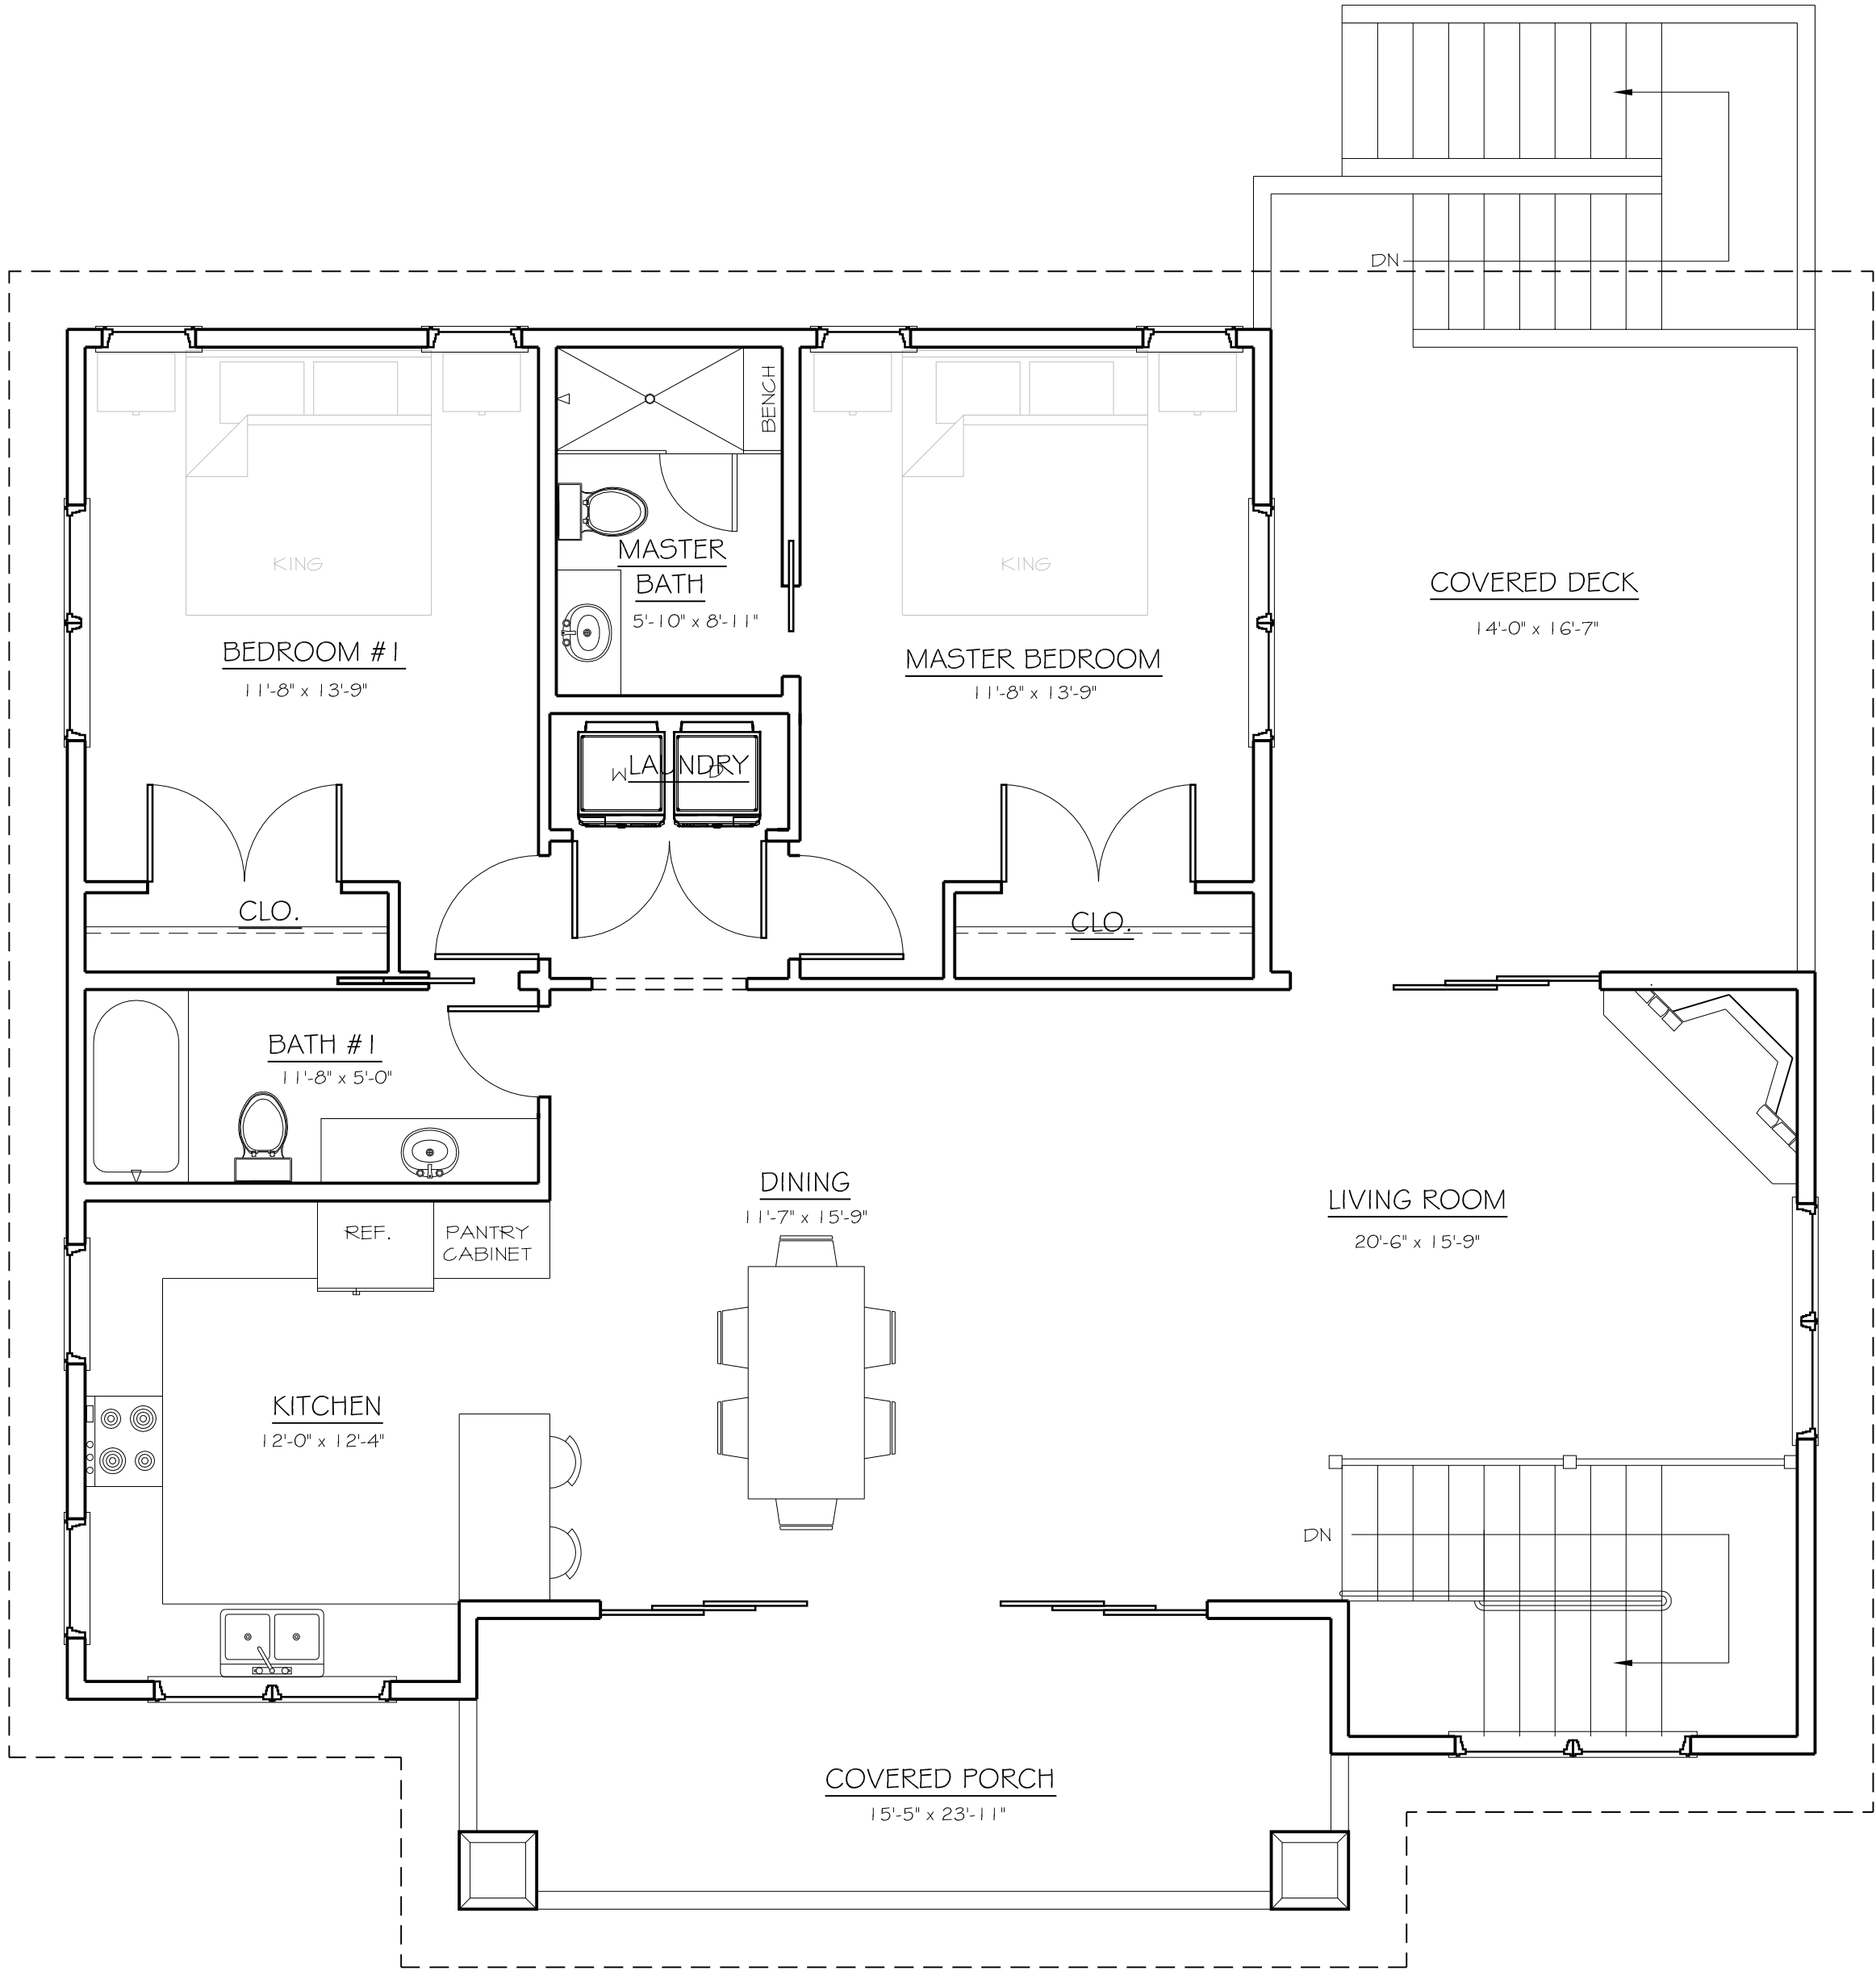 DN
BENCH
MASTER
BATH
5'-10" x 8'-11"
KING
KING
COVERED DECK
14'-0" x 16'-7"
BEDROOM #1
11'-8" x 13'-9"
MASTER BEDROOM
11'-8" x 13'-9"
W
LAUNDRY
D
CLO.
CLO.
BATH #1
11'-8" x 5'-0"
DINING
11'-7" x 15'-9"
LIVING ROOM
20'-6" x 15'-9"
REF.
PANTRY
CABINET
KITCHEN
12'-0" x 12'-4"
DN
COVERED PORCH
15'-5" x 23'-11"